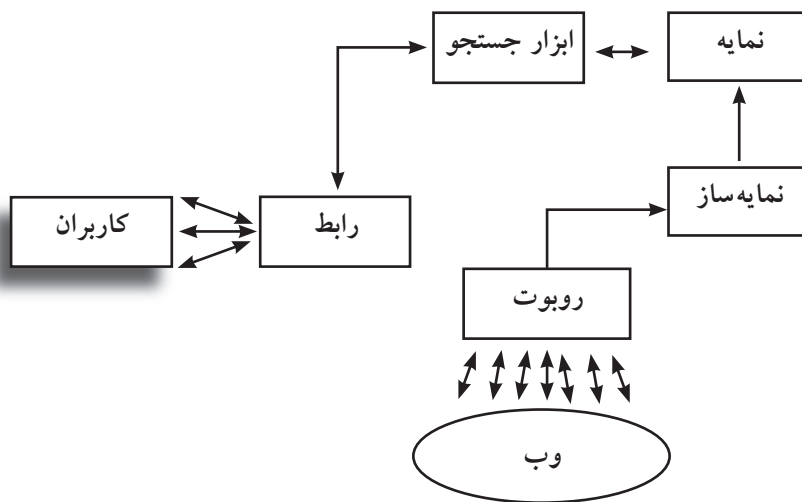 نمایه
ابزار جستجو
نمایه‌ساز
رابط
کاربران
روبوت
وب